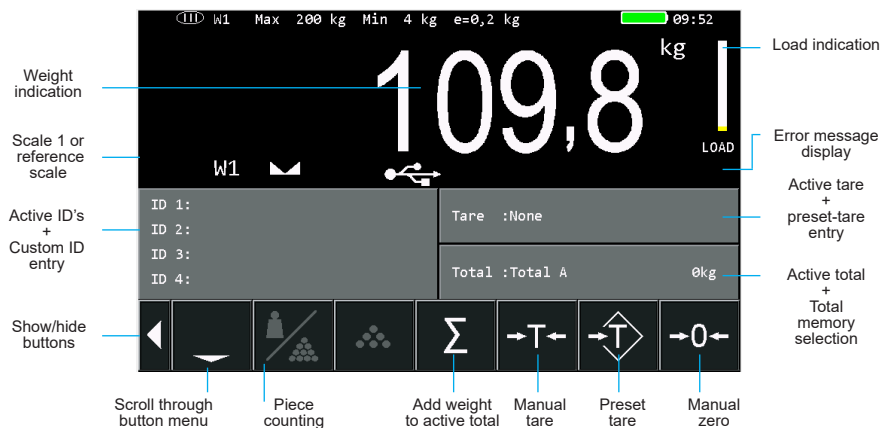 III W1 Max 200 kg Min 4 kg e=0,2 kg 09:52
109,8 kg
LOAD
W1
ID 1:
ID 2:
ID 3:
ID 4:
Tare :None
Total :Total A 0kg
Σ
→T←
→T
→0←
Weight
indication
Scale 1 or
reference
scale
Active ID's
+
Custom ID
entry
Show/hide
buttons
Load indication
Error message
display
Active tare
+
preset-tare
entry
Active total
+
Total
memory
selection
Scroll through
button menu
Piece
counting
Add weight
to active total
Manual
tare
Preset
tare
Manual
zero